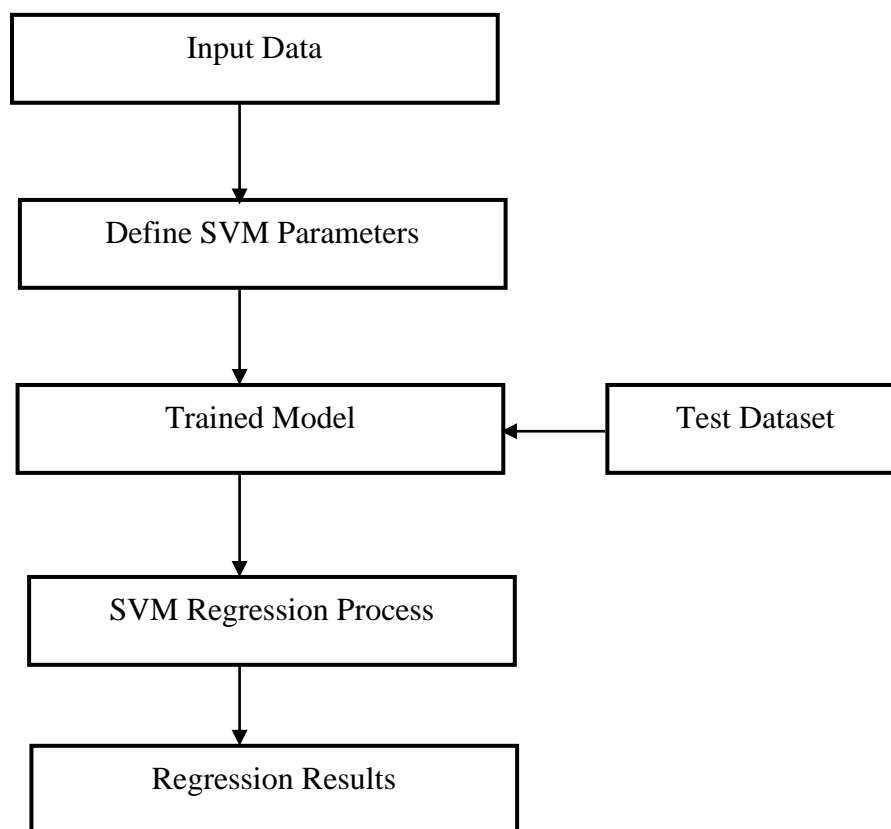 Input Data
Define SVM Parameters
Trained Model
Test Dataset
SVM Regression Process
Regression Results